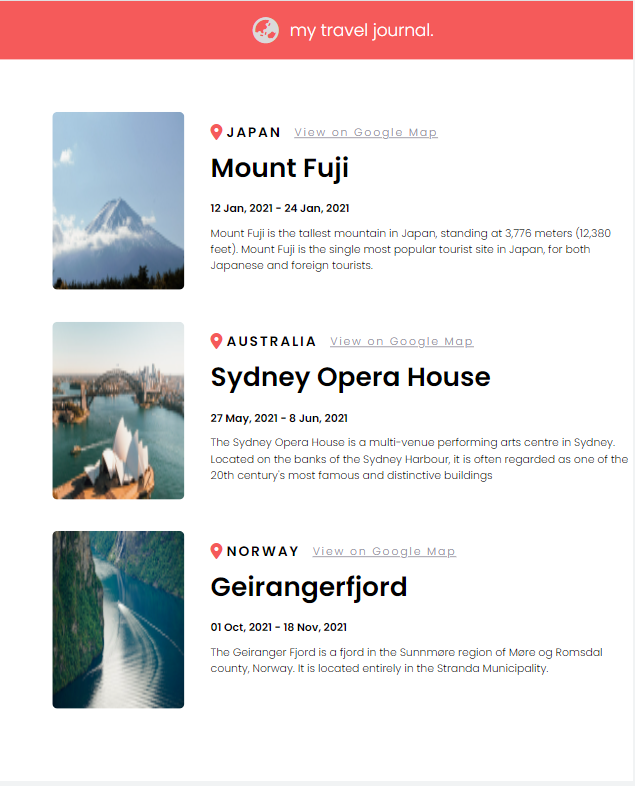 my travel journal.
JAPAN View on Google Map
Mount Fuji
12 Jan, 2021 - 24 Jan, 2021
Mount Fuji is the tallest mountain in Japan, standing at 3,776 meters (12,380
feet). Mount Fuji is the single most popular tourist site in Japan, for both
Japanese and foreign tourists.
AUSTRALIA View on Google Map
Sydney Opera House
27 May, 2021 - 8 Jun, 2021
The Sydney Opera House is a multi-venue performing arts centre in Sydney.
Located on the banks of the Sydney Harbour, it is often regarded as one of the
20th century's most famous and distinctive buildings
NORWAY View on Google Map
Geirangerfjord
01 Oct, 2021 - 18 Nov, 2021
The Geiranger Fjord is a fjord in the Sunnmøre region of Møre og Romsdal
county, Norway. It is located entirely in the Stranda Municipality.